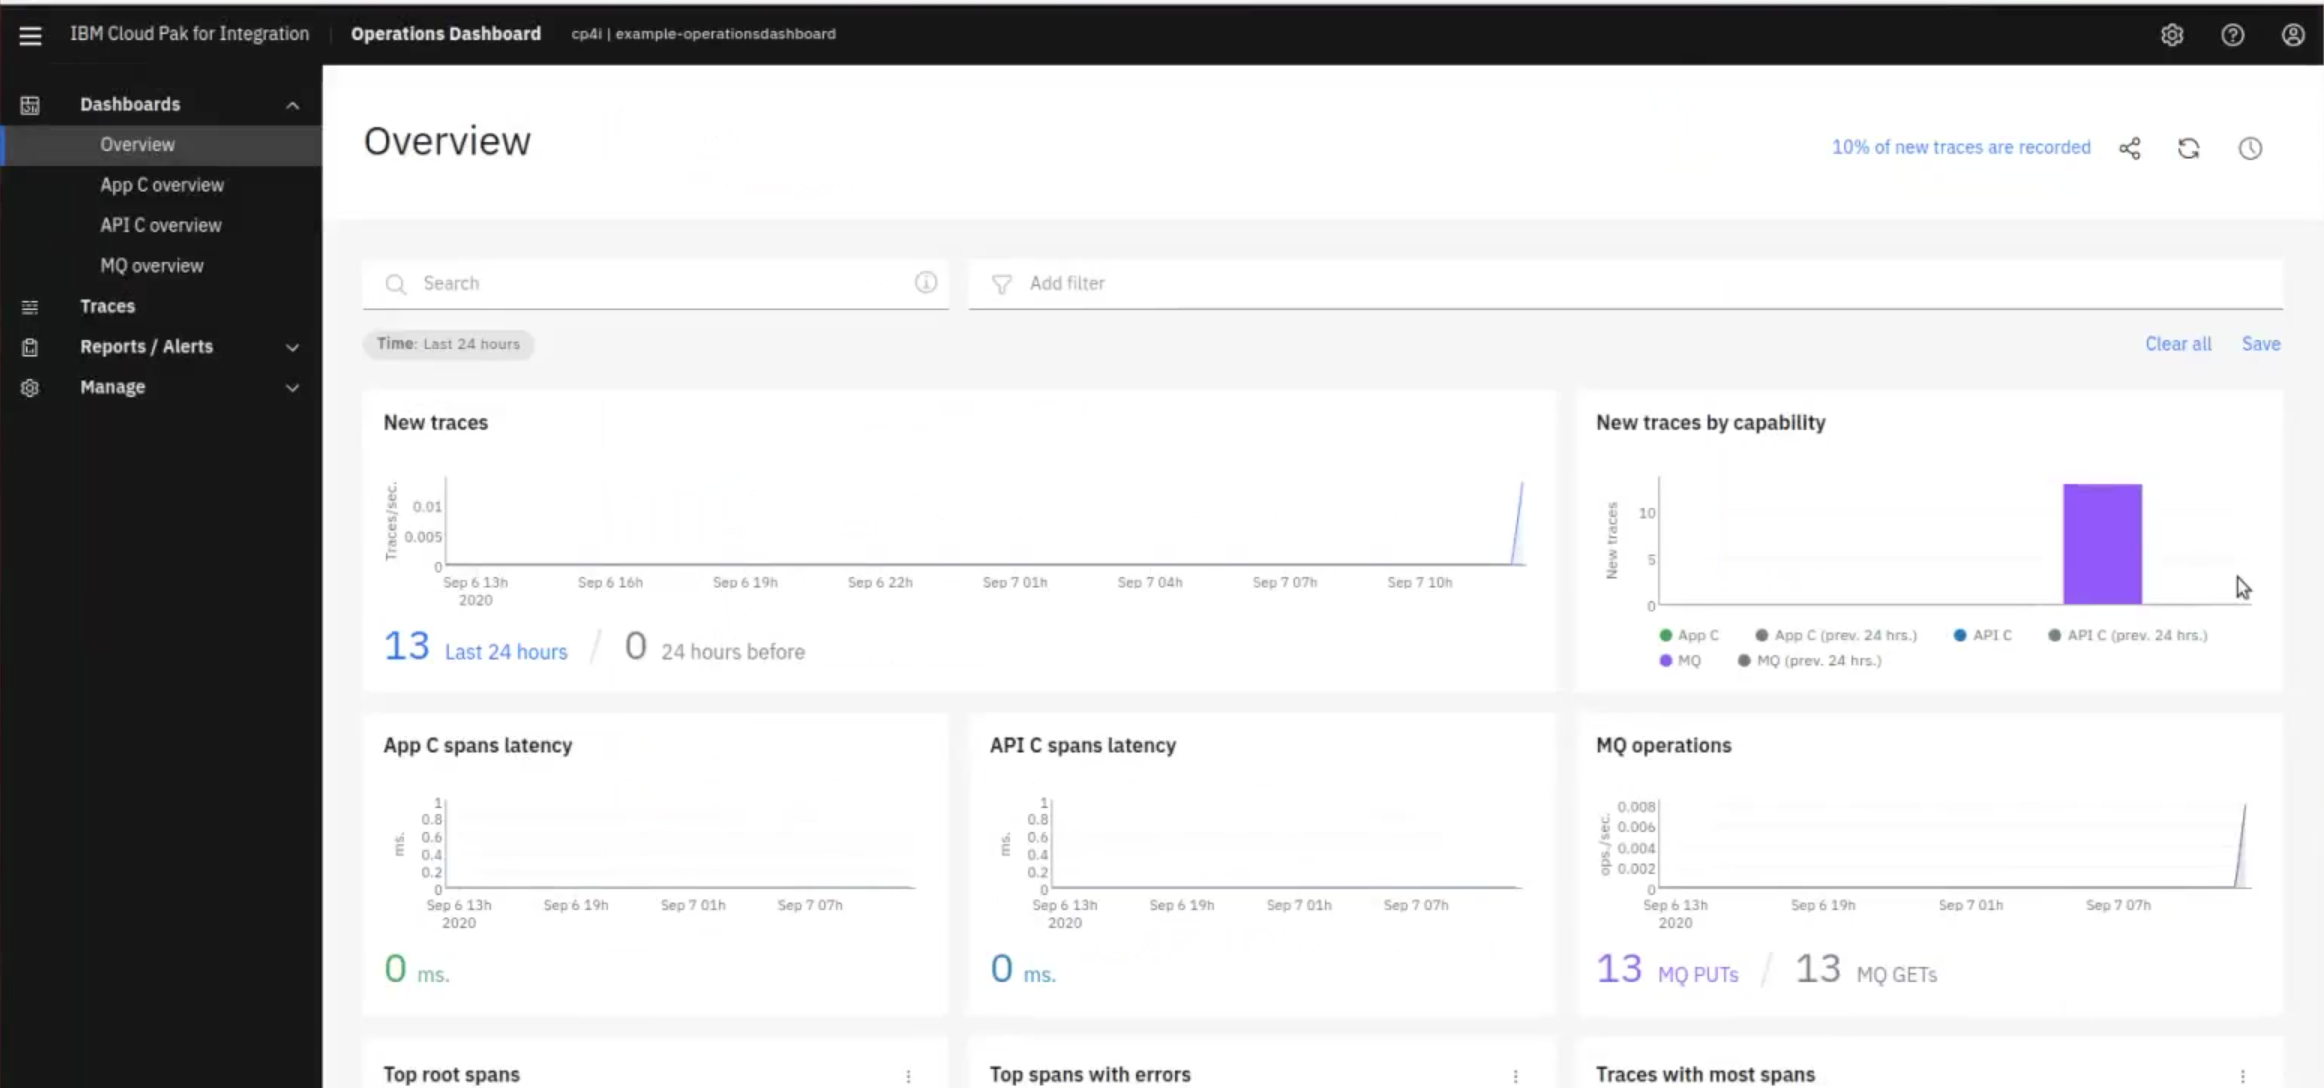 IBM Cloud Pak for Integration
Operations Dashboard
cp4i | example-operationsdashboard
Dashboards
Overview
App C overview
API C overview
MQ overview
Traces
Reports / Alerts
Manage
Overview
10% of new traces are recorded
Search
Add filter
Time: Last 24 hours
Clear all
Save
New traces
Traces/sec.
0.01
0.005
0
Sep 6 13h
2020
Sep 6 16h
Sep 6 19h
Sep 6 22h
Sep 7 01h
Sep 7 04h
Sep 7 07h
Sep 7 10h
13 Last 24 hours / 0 24 hours before
New traces by capability
New traces
10
5
0
App C
App C (prev. 24 hrs.)
API C
API C (prev. 24 hrs.)
MQ
MQ (prev. 24 hrs.)
App C spans latency
ms.
1
0.8
0.6
0.4
0.2
0
Sep 6 13h
2020
Sep 6 19h
Sep 7 01h
Sep 7 07h
0 ms.
API C spans latency
ms.
1
0.8
0.6
0.4
0.2
0
Sep 6 13h
2020
Sep 6 19h
Sep 7 01h
Sep 7 07h
0 ms.
MQ operations
ops./sec.
0.008
0.006
0.004
0.002
0
Sep 6 13h
2020
Sep 6 19h
Sep 7 01h
Sep 7 07h
13 MQ PUTs / 13 MQ GETs
Top root spans
Top spans with errors
Traces with most spans